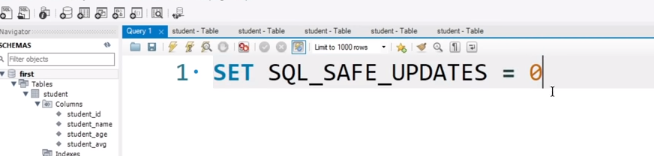 Navigator
Query 1
student - Table
student - Table
student - Table
student - Table
student - Table
SCHEMAS
Limit to 1000 rows
Filter objects
1 SET SQL_SAFE_UPDATES = 0
first
Tables
student
Columns
student_id
student_name
student_age
student_avg
Indexes